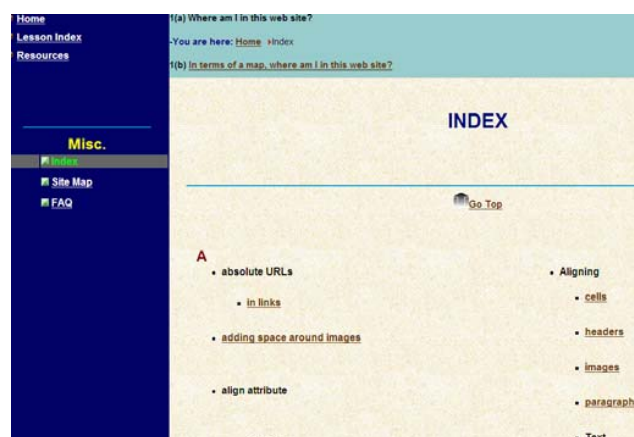 Home
Lesson Index
Resources
Misc.
Index
Site Map
FAQ
1(a) Where am I in this web site?
-You are here: Home Index
1(b) In terms of a map, where am I in this web site?
INDEX
Go Top
A
absolute URLs
in links
adding space around images
align attribute
Aligning
cells
headers
images
paragraph
Text